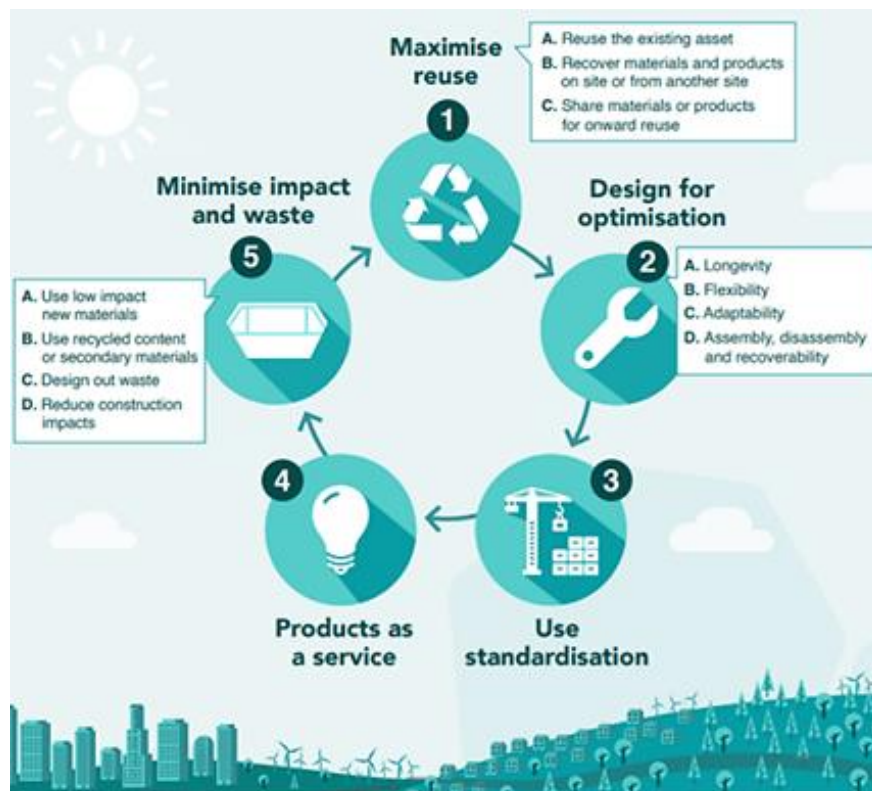 Maximise
reuse
1
A. Reuse the existing asset
B. Recover materials and products
on site or from another site
C. Share materials or products
for onward reuse
Design for
optimisation
2
A. Longevity
B. Flexibility
C. Adaptability
D. Assembly, disassembly
and recoverability
3
Use
standardisation
4
Products as
a service
Minimise impact
and waste
5
A. Use low impact
new materials
B. Use recycled content
or secondary materials
C. Design out waste
D. Reduce construction
impacts